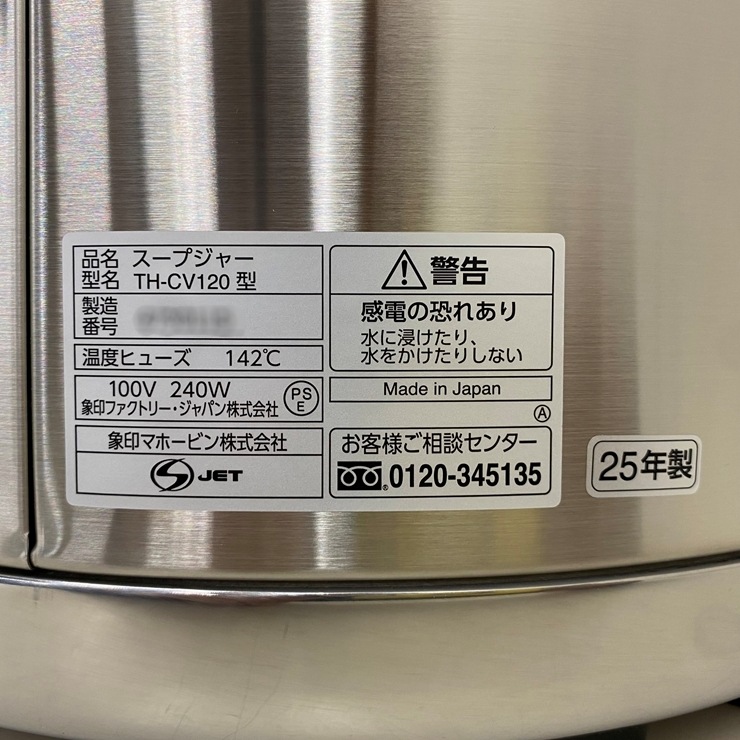 品名 スープジャー
型名 TH-CV120 型
製造
番号
温度ヒューズ 142℃
100V 240W
象印ファクトリー・ジャパン株式会社
PS
E
象印マホービン株式会社
S JET
警告
感電の恐れあり
水に浸けたり、
水をかけたりしない
Made in Japan
A
お客様ご相談センター
0120-345135
25年製